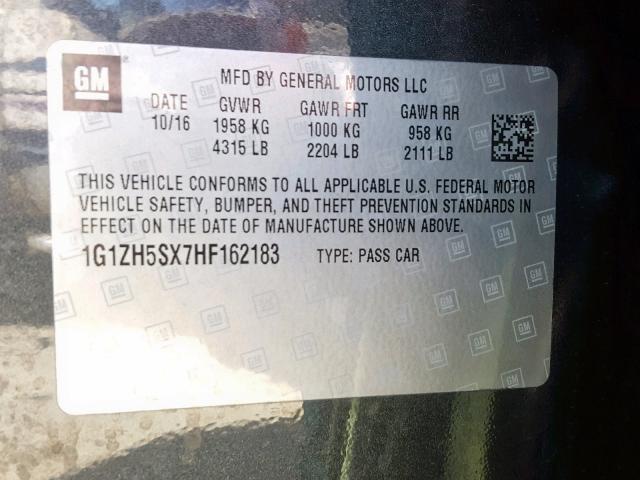 GM
MFD BY GENERAL MOTORS LLC
DATE GVWR GAWR FRT GAWR RR
10/16 1958 KG 1000 KG 958 KG
4315 LB 2204 LB 2111 LB
THIS VEHICLE CONFORMS TO ALL APPLICABLE U.S. FEDERAL MOTOR
VEHICLE SAFETY, BUMPER, AND THEFT PREVENTION STANDARDS IN
EFFECT ON THE DATE OF MANUFACTURE SHOWN ABOVE.
1G1ZH5SX7HF162183 TYPE: PASS CAR